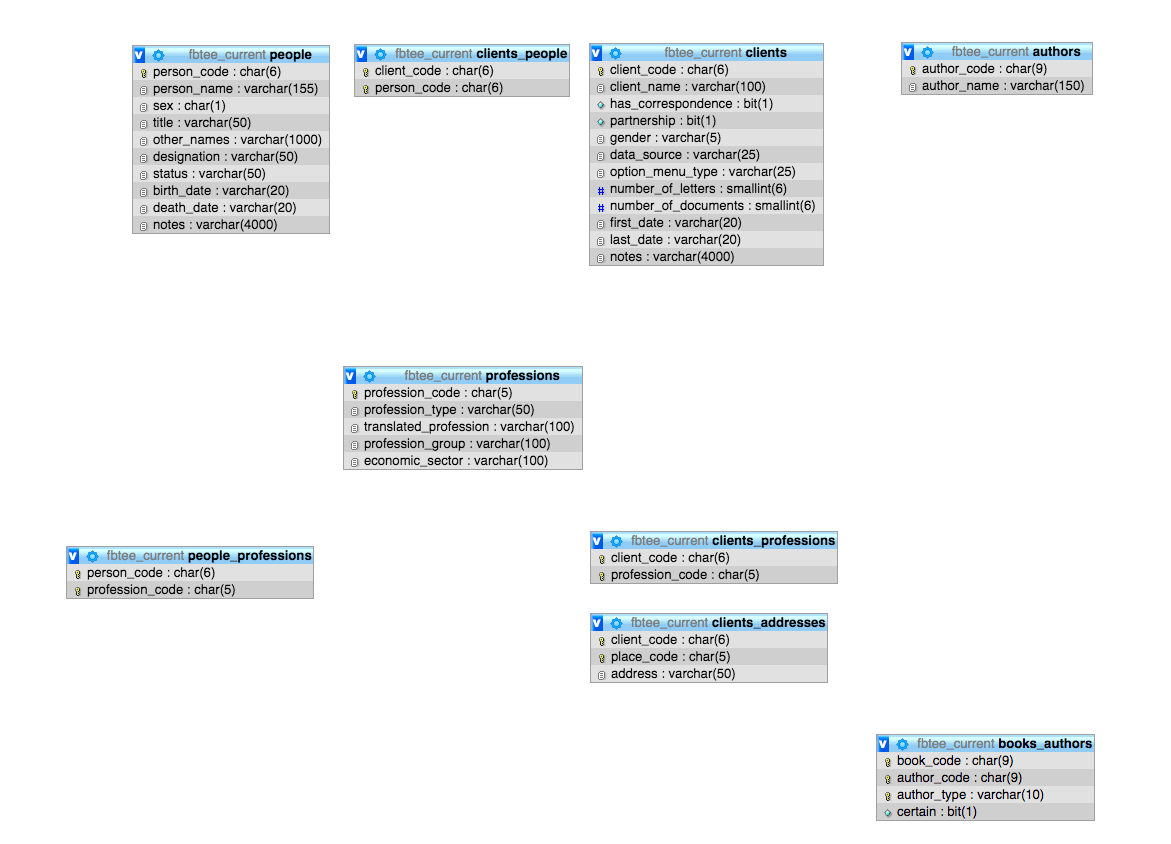 fbtee_current people
person_code : char(6)
person_name : varchar(155)
sex : char(1)
title : varchar(50)
other_names : varchar(1000)
designation : varchar(50)
status : varchar(50)
birth_date : varchar(20)
death_date : varchar(20)
notes : varchar(4000)
fbtee_current clients_people
client_code : char(6)
person_code : char(6)
fbtee_current clients
client_code : char(6)
client_name : varchar(100)
has_correspondence : bit(1)
partnership : bit(1)
gender : varchar(5)
data_source : varchar(25)
option_menu_type : varchar(25)
number_of_letters : smallint(6)
number_of_documents : smallint(6)
first_date : varchar(20)
last_date : varchar(20)
notes : varchar(4000)
fbtee_current authors
author_code : char(9)
author_name : varchar(150)
fbtee_current professions
profession_code : char(5)
profession_type : varchar(50)
translated_profession : varchar(100)
profession_group : varchar(100)
economic_sector : varchar(100)
fbtee_current people_professions
person_code : char(6)
profession_code : char(5)
fbtee_current clients_professions
client_code : char(6)
profession_code : char(5)
fbtee_current clients_addresses
client_code : char(6)
place_code : char(5)
address : varchar(50)
fbtee_current books_authors
book_code : char(9)
author_code : char(9)
author_type : varchar(10)
certain : bit(1)